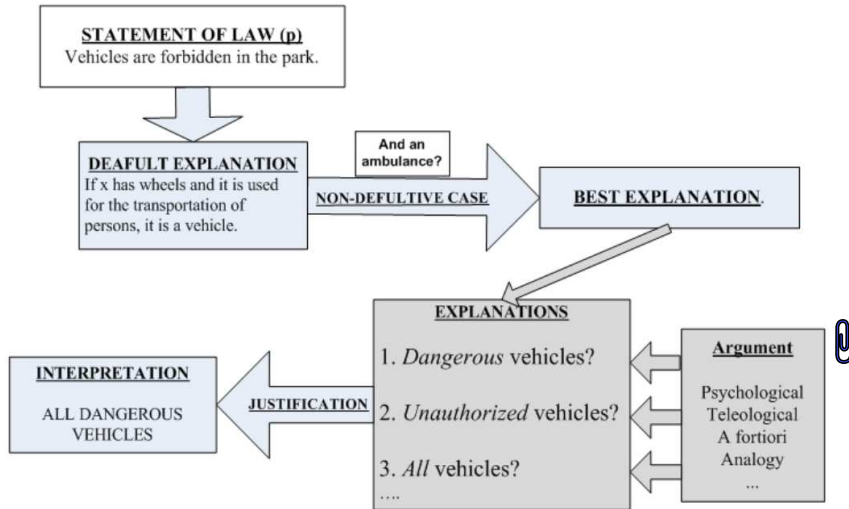 STATEMENT OF LAW (p)
Vehicles are forbidden in the park.
DEAFULT EXPLANATION
If x has wheels and it is used
for the transportation of
persons, it is a vehicle.
And an
ambulance?
NON-DEFULTIVE CASE
BEST EXPLANATION.
EXPLANATIONS
1. Dangerous vehicles?
2. Unauthorized vehicles?
3. All vehicles?
....
Argument
Psychological
Teleological
A fortiori
Analogy
...
JUSTIFICATION
INTERPRETATION
ALL DANGEROUS
VEHICLES